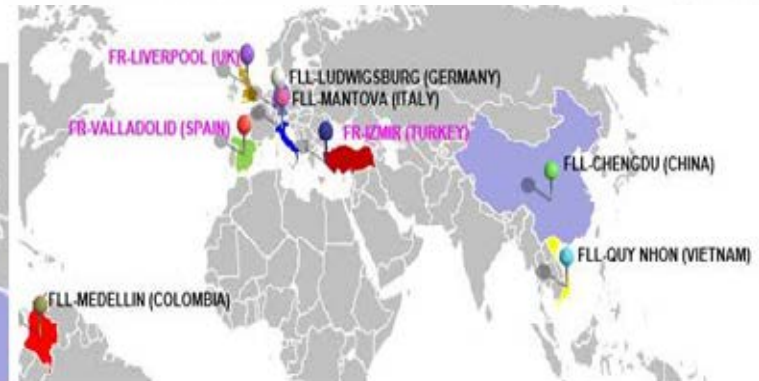 FR-LIVERPOOL (UK)
FLL-LUDWIGSBURG (GERMANY)
FLL-MANTOVA (ITALY)
FR-VALLADOLID (SPAIN)
FR-IZMIR (TURKEY)
FLL-CHENGDU (CHINA)
FLL-QUY NHON (VIETNAM)
FLL-MEDELLIN (COLOMBIA)